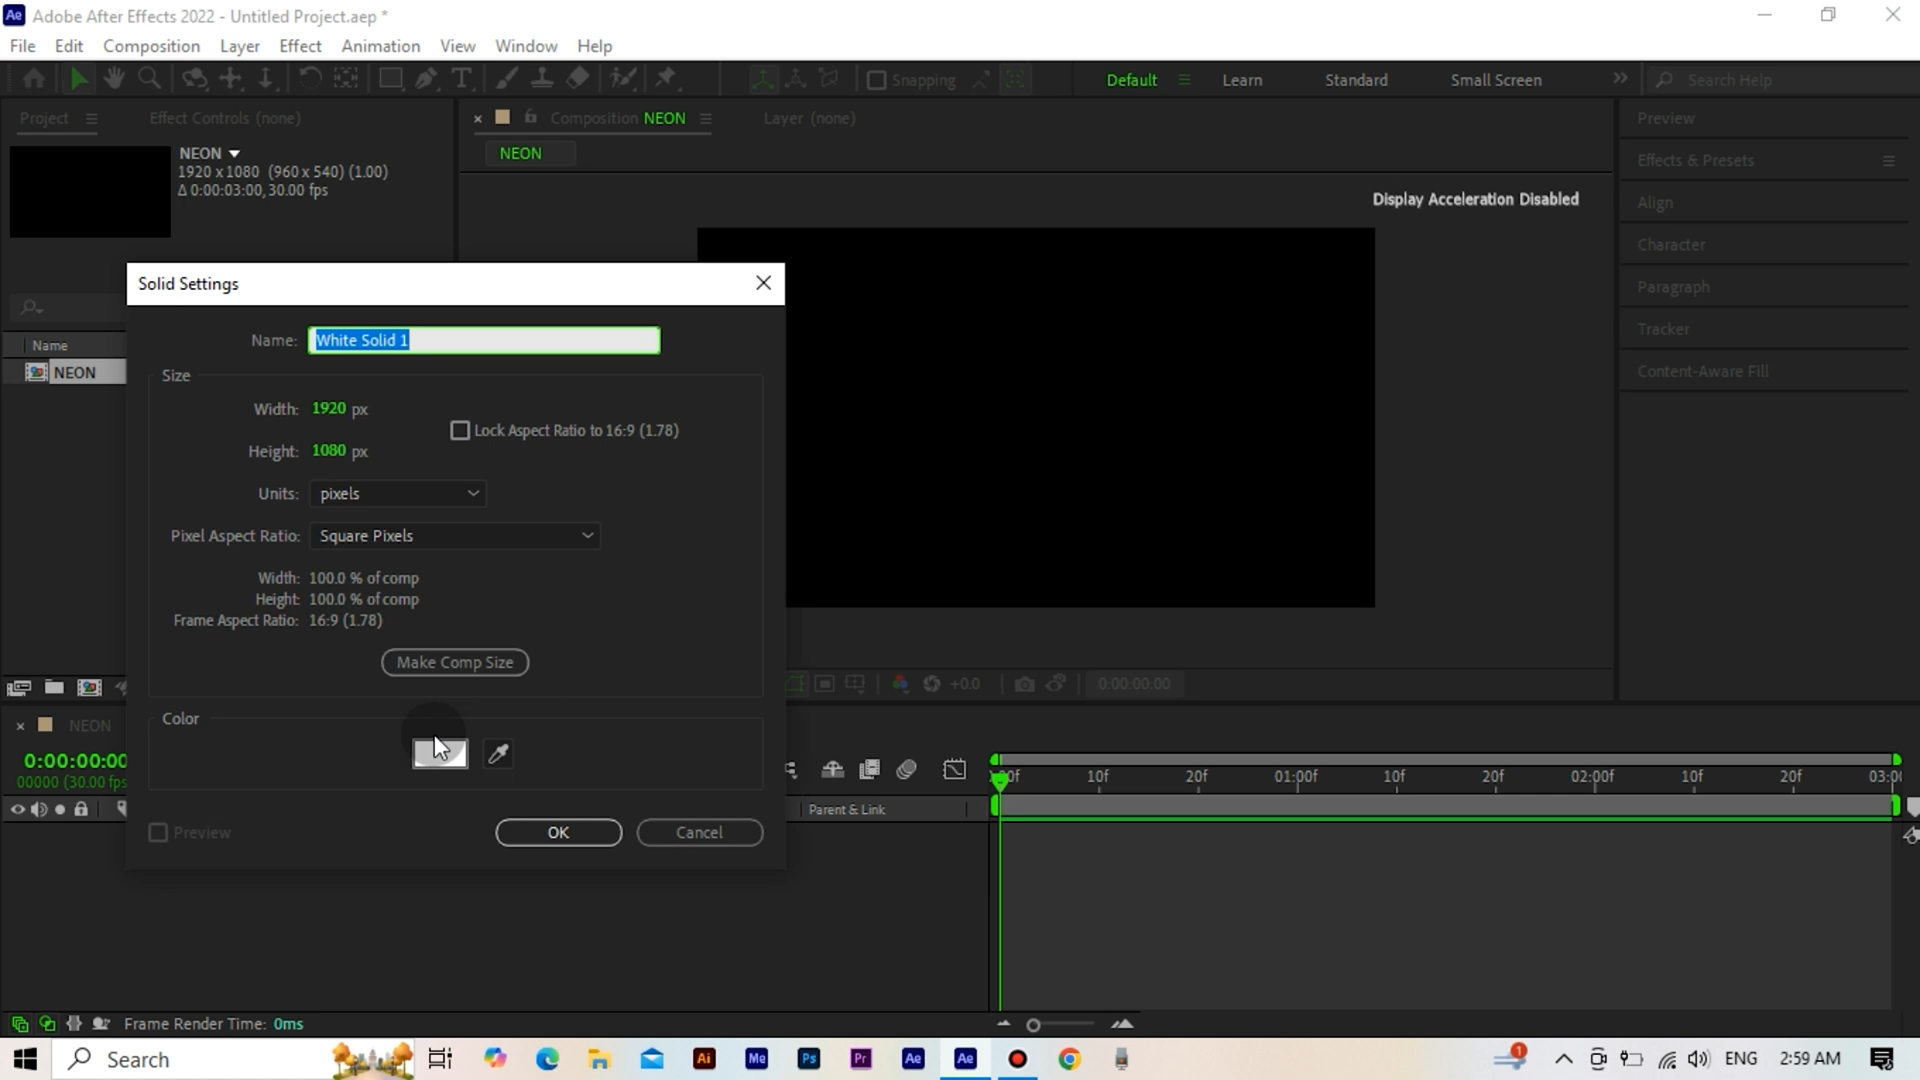 Ae Adobe After Effects 2022 - Untitled Project.aep *
File Edit Composition Layer Effect Animation View Window Help
Snapping Default Learn Standard Small Screen Search Help
Project Effect Controls (none)
Composition NEON Layer (none)
NEON
1920 x 1080 (960 x 540) (1.00)
Δ 0:00:03:00, 30.00 fps
NEON
Display Acceleration Disabled
Preview
Effects & Presets
Align
Character
Paragraph
Tracker
Content-Aware Fill
Name
NEON
Solid Settings
Name: White Solid 1
Size
Width: 1920 px
Lock Aspect Ratio to 16:9 (1.78)
Height: 1080 px
Units: pixels
Pixel Aspect Ratio: Square Pixels
Width: 100.0 % of comp
Height: 100.0 % of comp
Frame Aspect Ratio: 16:9 (1.78)
Make Comp Size
Color
Preview OK Cancel
+0.0 0:00:00:00
NEON
0:00:00:00
00000 (30.00 fps
:00f 10f 20f 01:00f 10f 20f 02:00f 10f 20f 03:0
Parent & Link
Frame Render Time: 0ms
Search Ai Me Ps Pr Ae Ae 1 ENG 2:59 AM